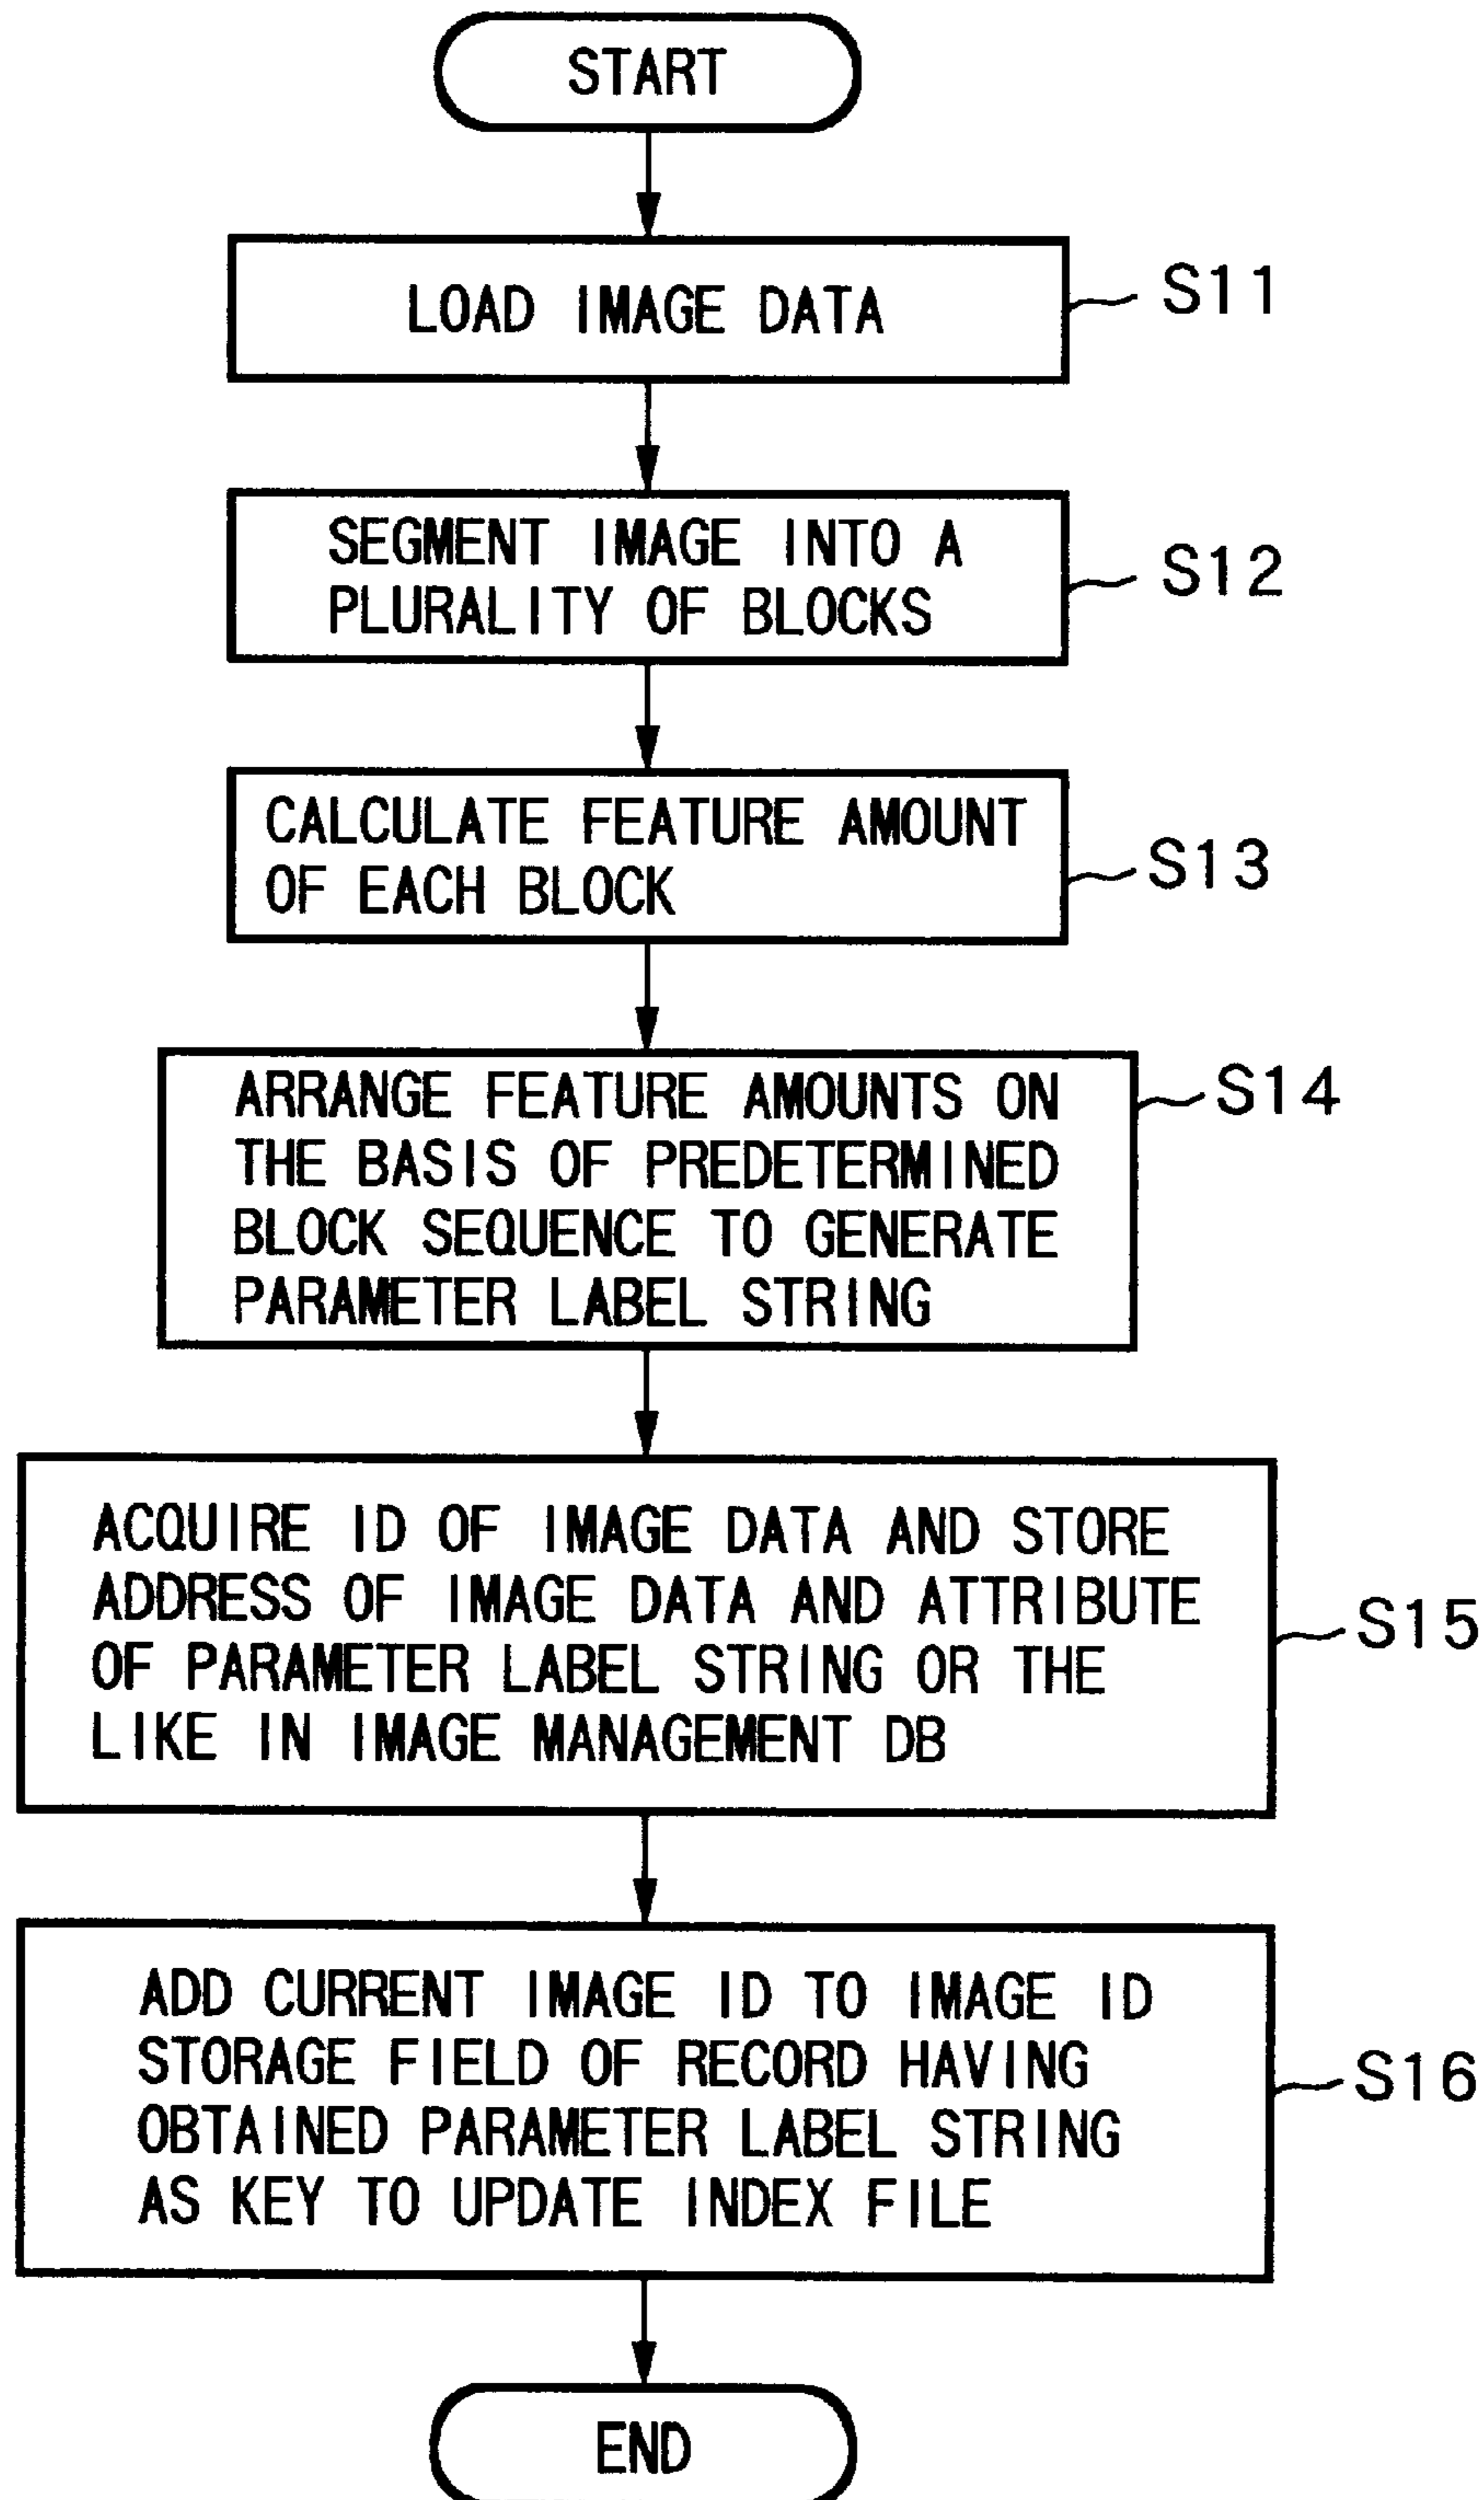 START
LOAD IMAGE DATA
S11
SEGMENT IMAGE INTO A
PLURALITY OF BLOCKS
S12
CALCULATE FEATURE AMOUNT
OF EACH BLOCK
S13
ARRANGE FEATURE AMOUNTS ON
THE BASIS OF PREDETERMINED
BLOCK SEQUENCE TO GENERATE
PARAMETER LABEL STRING
S14
ACQUIRE ID OF IMAGE DATA AND STORE
ADDRESS OF IMAGE DATA AND ATTRIBUTE
OF PARAMETER LABEL STRING OR THE
LIKE IN IMAGE MANAGEMENT DB
S15
ADD CURRENT IMAGE ID TO IMAGE ID
STORAGE FIELD OF RECORD HAVING
OBTAINED PARAMETER LABEL STRING
AS KEY TO UPDATE INDEX FILE
S16
END